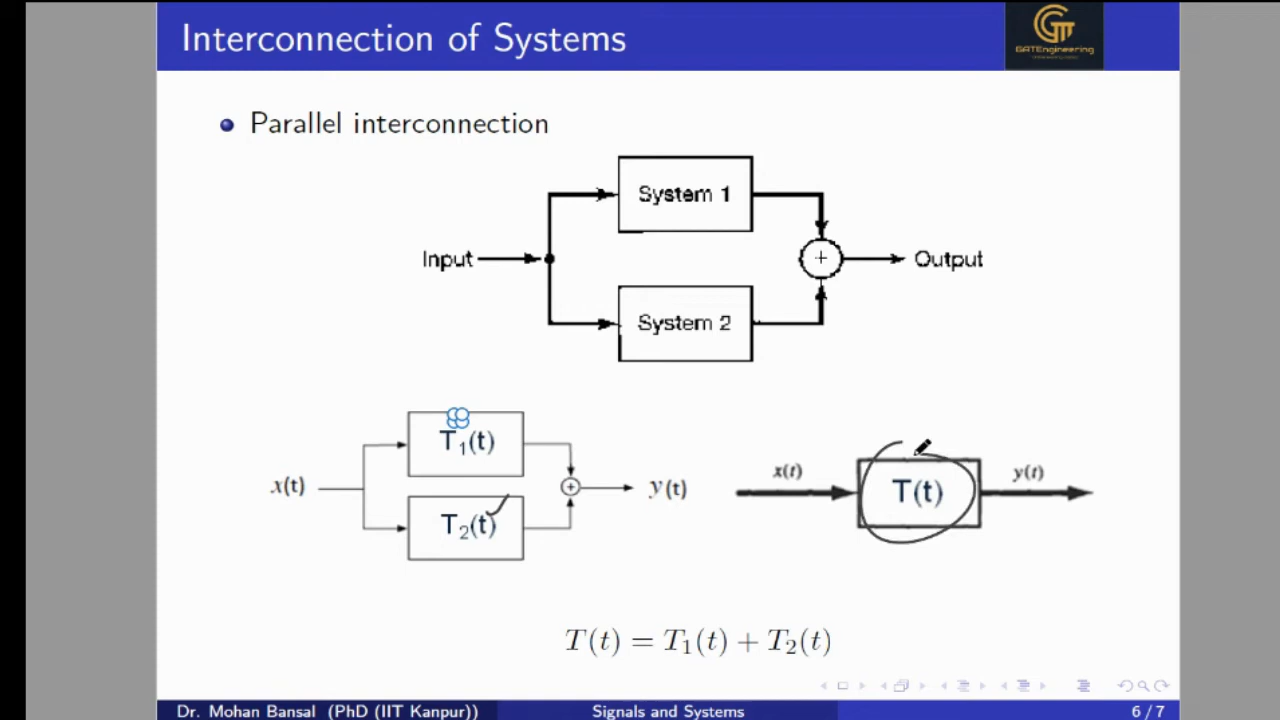 Interconnection of Systems
GATEngineering
Parallel interconnection
System 1
Input
+
Output
System 2
T₁(t)
x(t)
+
y(t)
T₂(t)
x(t)
T(t)
y(t)
T(t) = T₁(t) + T₂(t)
Dr. Mohan Bansal (PhD (IIT Kanpur))
Signals and Systems
6 / 7